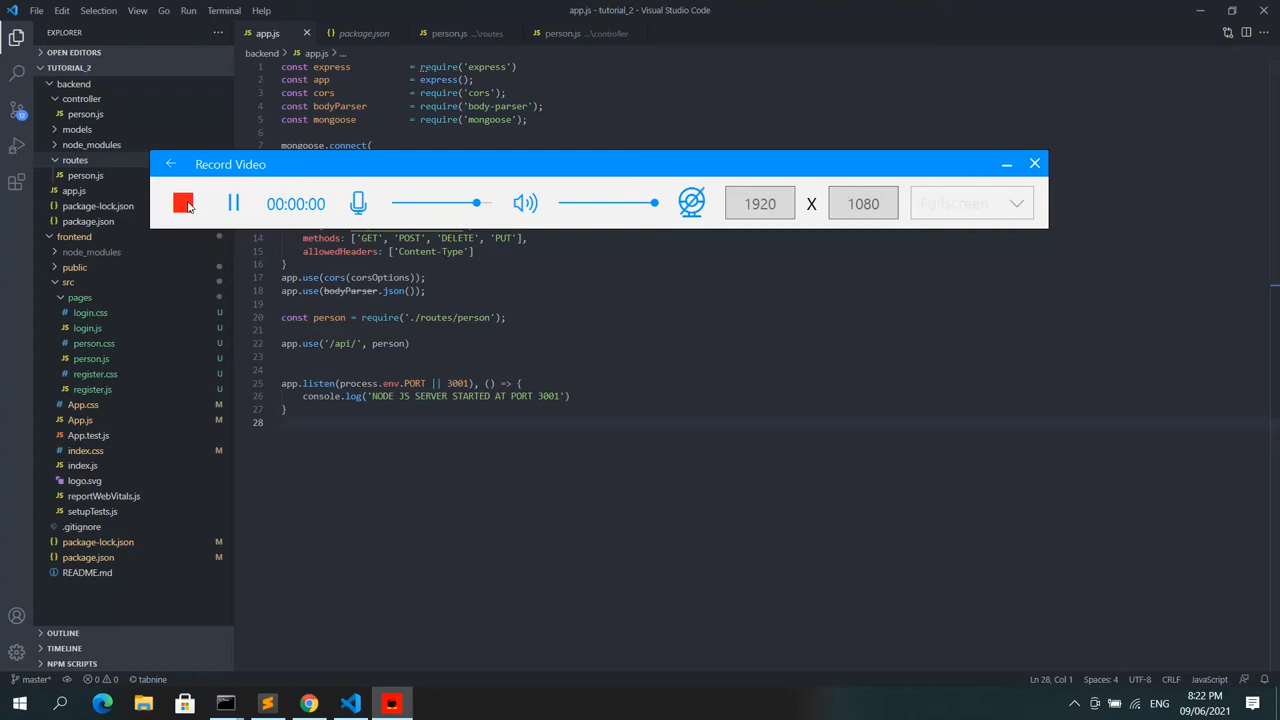 File Edit Selection View Go Run Terminal Help
app.js - tutorial_2 - Visual Studio Code
EXPLORER
OPEN EDITORS
TUTORIAL_2
backend
controller
person.js
models
node_modules
routes
person.js
app.js
package-lock.json
package.json
frontend
node_modules
public
src
pages
login.css U
login.js U
person.css U
person.js U
register.css U
register.js U
App.css M
App.js M
App.test.js
index.css M
index.js
logo.svg
reportWebVitals.js
setupTests.js
.gitignore
package-lock.json M
package.json M
README.md
OUTLINE
TIMELINE
NPM SCRIPTS
app.js package.json person.js ...\routes person.js ...\controller
backend > app.js > ...
1 const express = require('express')
2 const app = express();
3 const cors = require('cors');
4 const bodyParser = require('body-parser');
5 const mongoose = require('mongoose');
6
7 mongoose.connect(
Record Video
00:00:00
1920 X 1080 Fullscreen
14 methods: ['GET', 'POST', 'DELETE', 'PUT'],
15 allowedHeaders: ['Content-Type']
16 }
17 app.use(cors(corsOptions));
18 app.use(bodyParser.json());
19
20 const person = require('./routes/person');
21
22 app.use('/api/', person)
23
24
25 app.listen(process.env.PORT || 3001), () => {
26 console.log('NODE JS SERVER STARTED AT PORT 3001')
27 }
28
12
master* 0 0 tabnine
Ln 28, Col 1 Spaces: 4 UTF-8 CRLF JavaScript
ENG
8:22 PM
09/06/2021